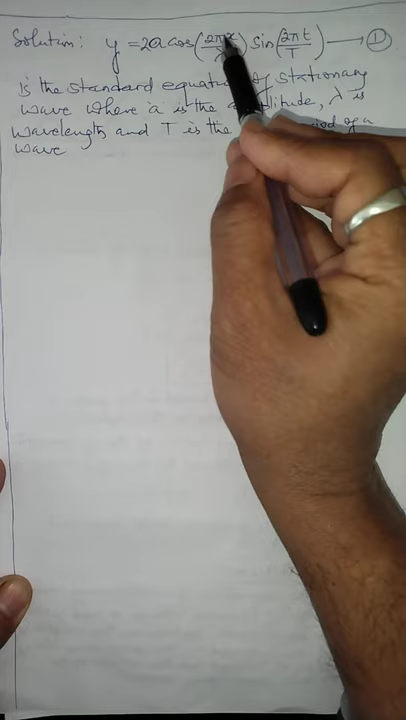 Solution: y = 2a cos(2πx/ ) sin(2πt/T) ——→ ①
is the standard equation of stationary
wave where 'a' is the amplitude, λ is
wavelength and T is the of a
wave